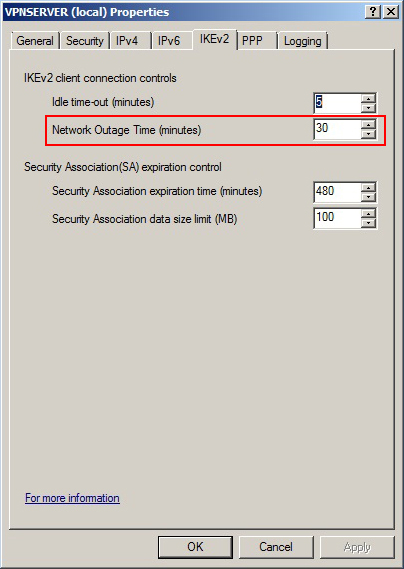 VPNSERVER (local) Properties
General Security IPv4 IPv6 IKEv2 PPP Logging
IKEv2 client connection controls
Idle time-out (minutes) 5
Network Outage Time (minutes) 30
Security Association(SA) expiration control
Security Association expiration time (minutes) 480
Security Association data size limit (MB) 100
For more information
OK Cancel Apply